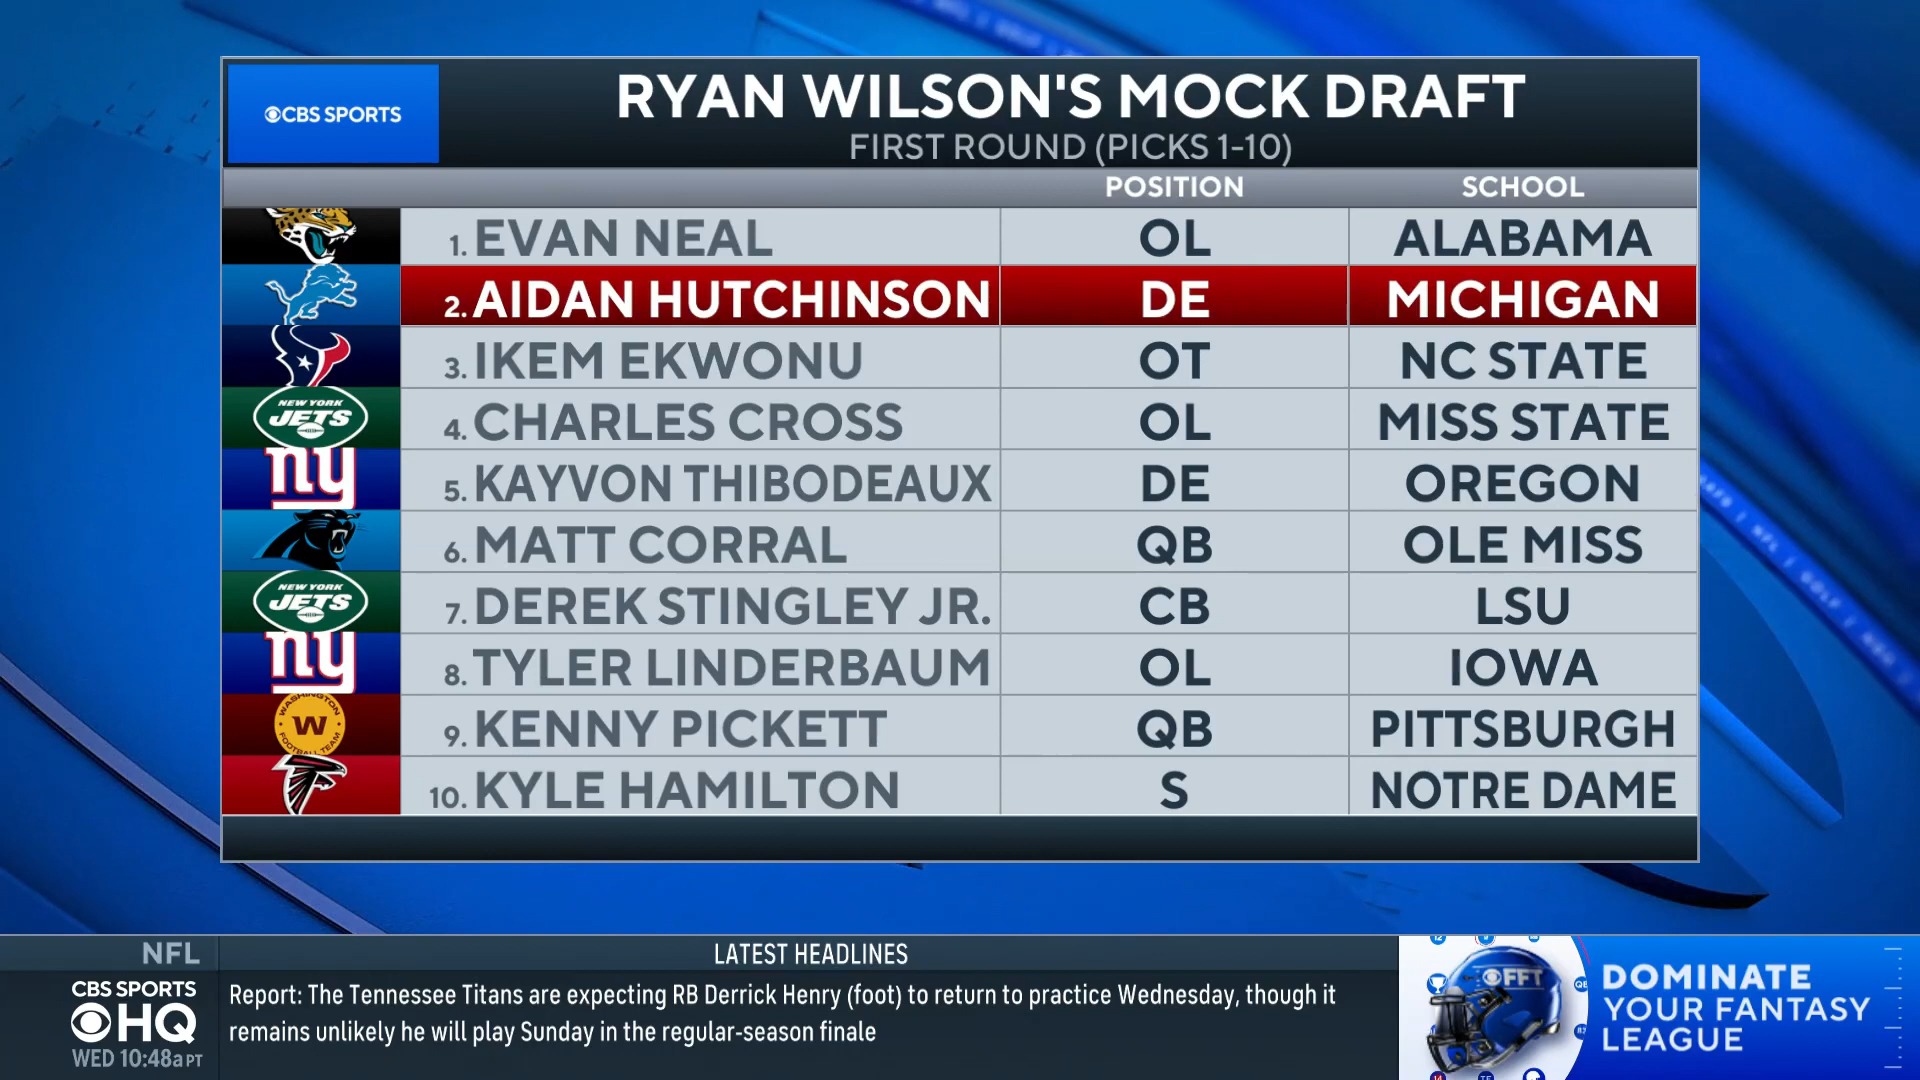 CBS SPORTS
RYAN WILSON'S MOCK DRAFT
FIRST ROUND (PICKS 1-10)
POSITION SCHOOL
1. EVAN NEAL OL ALABAMA
2. AIDAN HUTCHINSON DE MICHIGAN
3. IKEM EKWONU OT NC STATE
NEW YORK
JETS
4. CHARLES CROSS OL MISS STATE
ny
5. KAYVON THIBODEAUX DE OREGON
6. MATT CORRAL QB OLE MISS
NEW YORK
JETS
7. DEREK STINGLEY JR. CB LSU
ny
8. TYLER LINDERBAUM OL IOWA
WASHINGTON
W
FOOTBALL TEAM
9. KENNY PICKETT QB PITTSBURGH
10. KYLE HAMILTON S NOTRE DAME
NFL
LATEST HEADLINES
CBS SPORTS
HQ
WED 10:48a PT
Report: The Tennessee Titans are expecting RB Derrick Henry (foot) to return to practice Wednesday, though it
remains unlikely he will play Sunday in the regular-season finale
FFT
DOMINATE
YOUR FANTASY
LEAGUE